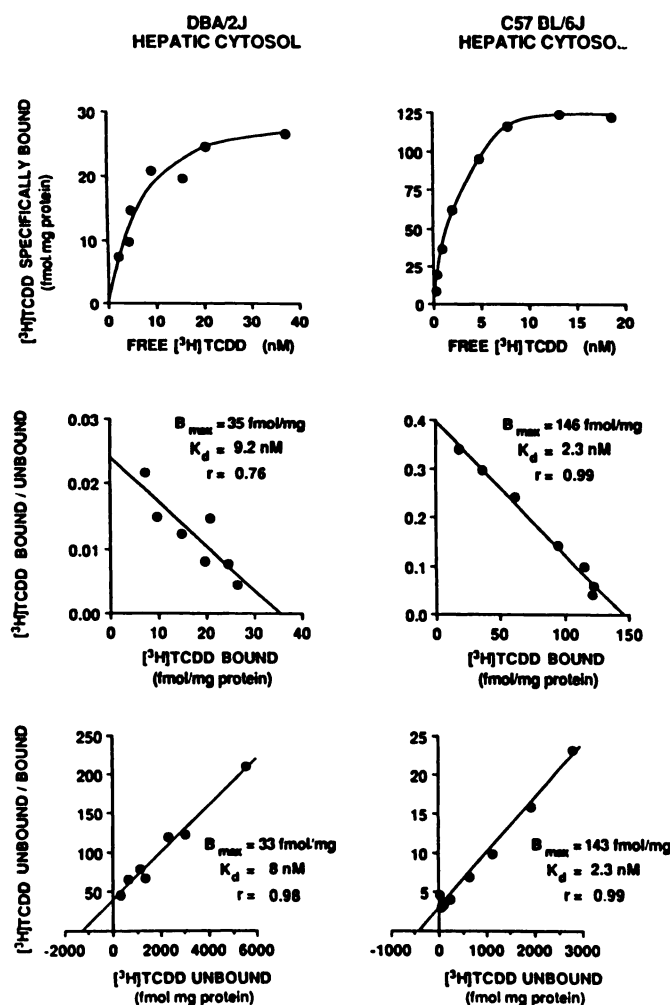 DBA/2J
HEPATIC CYTOSOL
C57 BL/6J
HEPATIC CYTOSO
[³H]TCDD SPECIFICALLY BOUND
(fmol mg protein)
30
20
10
0
0 10 20 30 40
FREE [³H] TCDD (nM)
125
100
75
50
25
0
0 5 10 15 20
FREE [³H] TCDD (nM)
[³H]TCDD BOUND / UNBOUND
0.03
0.02
0.01
0.00
0 10 20 30 40
B max = 35 fmol/mg
K d = 9.2 nM
r = 0.76
[³H]TCDD BOUND
(fmol/mg protein)
0.4
0.3
0.2
0.1
0.0
0 50 100 150
B max = 146 fmol/mg
K d = 2.3 nM
r = 0.99
[³H]TCDD BOUND
(fmol/mg protein)
[³H]TCDD UNBOUND / BOUND
250
200
150
100
50
-2000 0 2000 4000 6000
B max = 33 fmol/mg
K d = 8 nM
r = 0.98
[³H]TCDD UNBOUND
(fmol mg protein)
25
20
15
10
5
-1000 0 1000 2000 3000
B max = 143 fmol/mg
K d = 2.3 nM
r = 0.99
[³H]TCDD UNBOUND
(fmol mg protein)